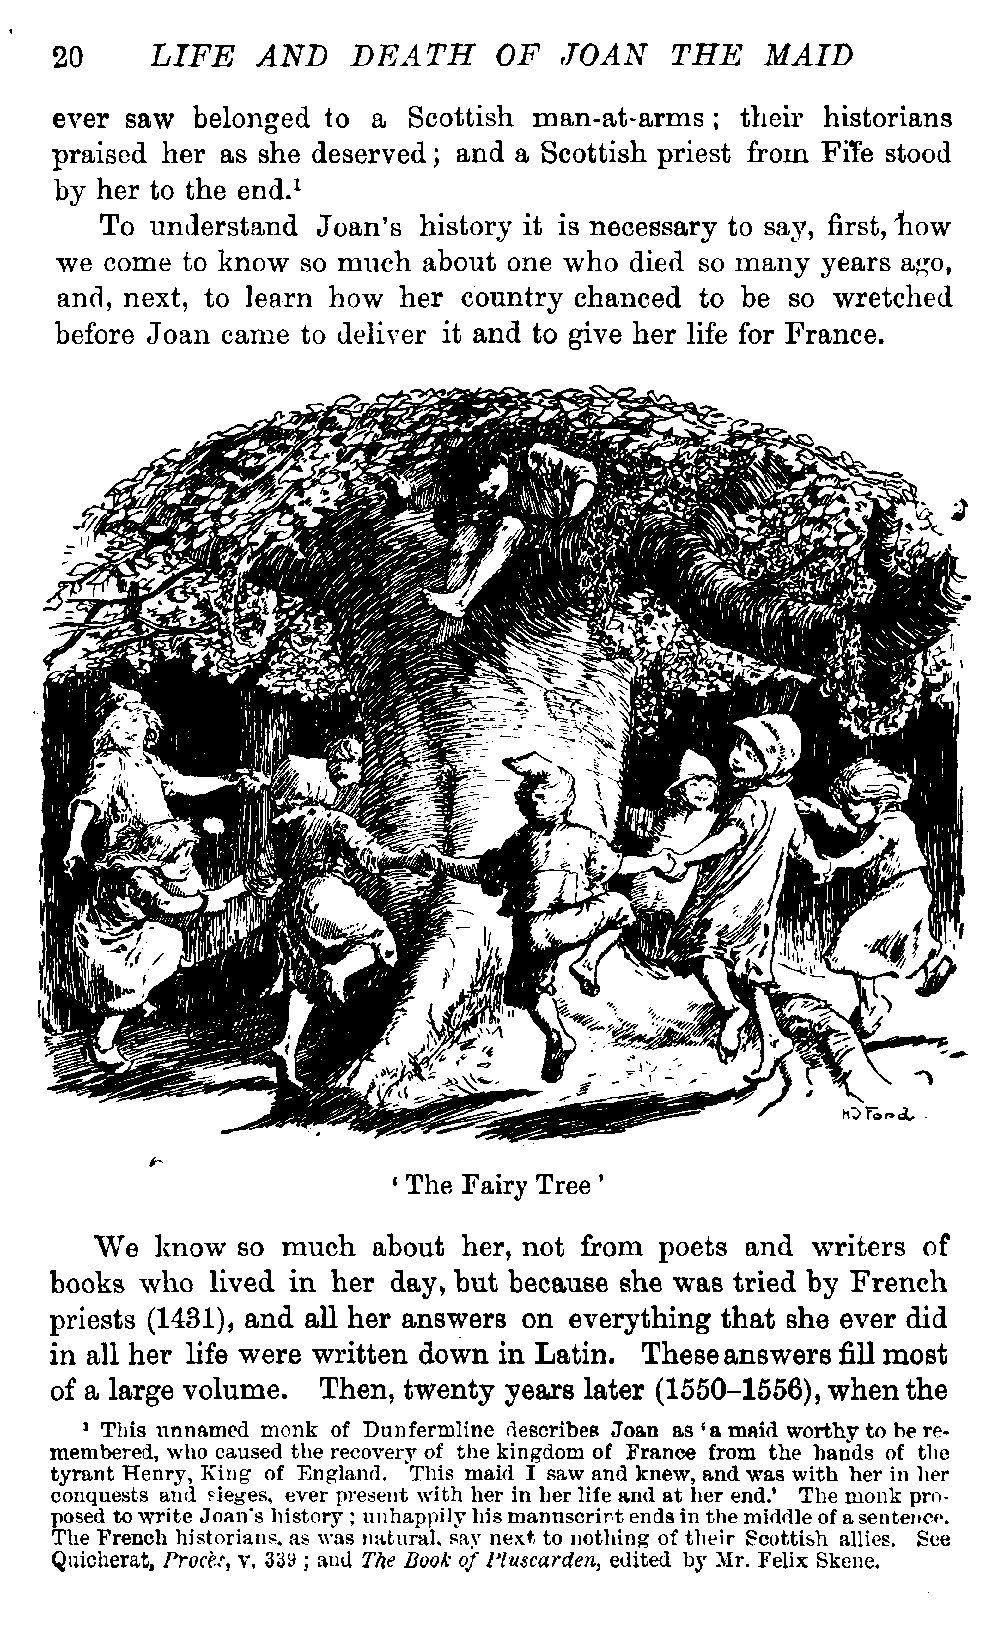 20 LIFE AND DEATH OF JOAN THE MAID
ever saw belonged to a Scottish man-at-arms; their historians
praised her as she deserved; and a Scottish priest from Fife stood
by her to the end.¹
To understand Joan's history it is necessary to say, first, how
we come to know so much about one who died so many years ago,
and, next, to learn how her country chanced to be so wretched
before Joan came to deliver it and to give her life for France.
H D Ford
'The Fairy Tree'
We know so much about her, not from poets and writers of
books who lived in her day, but because she was tried by French
priests (1431), and all her answers on everything that she ever did
in all her life were written down in Latin. These answers fill most
of a large volume. Then, twenty years later (1550–1556), when the
¹ This unnamed monk of Dunfermline describes Joan as 'a maid worthy to be re-
membered, who caused the recovery of the kingdom of France from the hands of the
tyrant Henry, King of England. This maid I saw and knew, and was with her in her
conquests and sieges, ever present with her in her life and at her end.' The monk pro-
posed to write Joan's history; unhappily his manuscript ends in the middle of a sentence.
The French historians, as was natural, say next to nothing of their Scottish allies. See
Quicherat, Procès, v. 339; and The Book of Pluscarden, edited by Mr. Felix Skene.